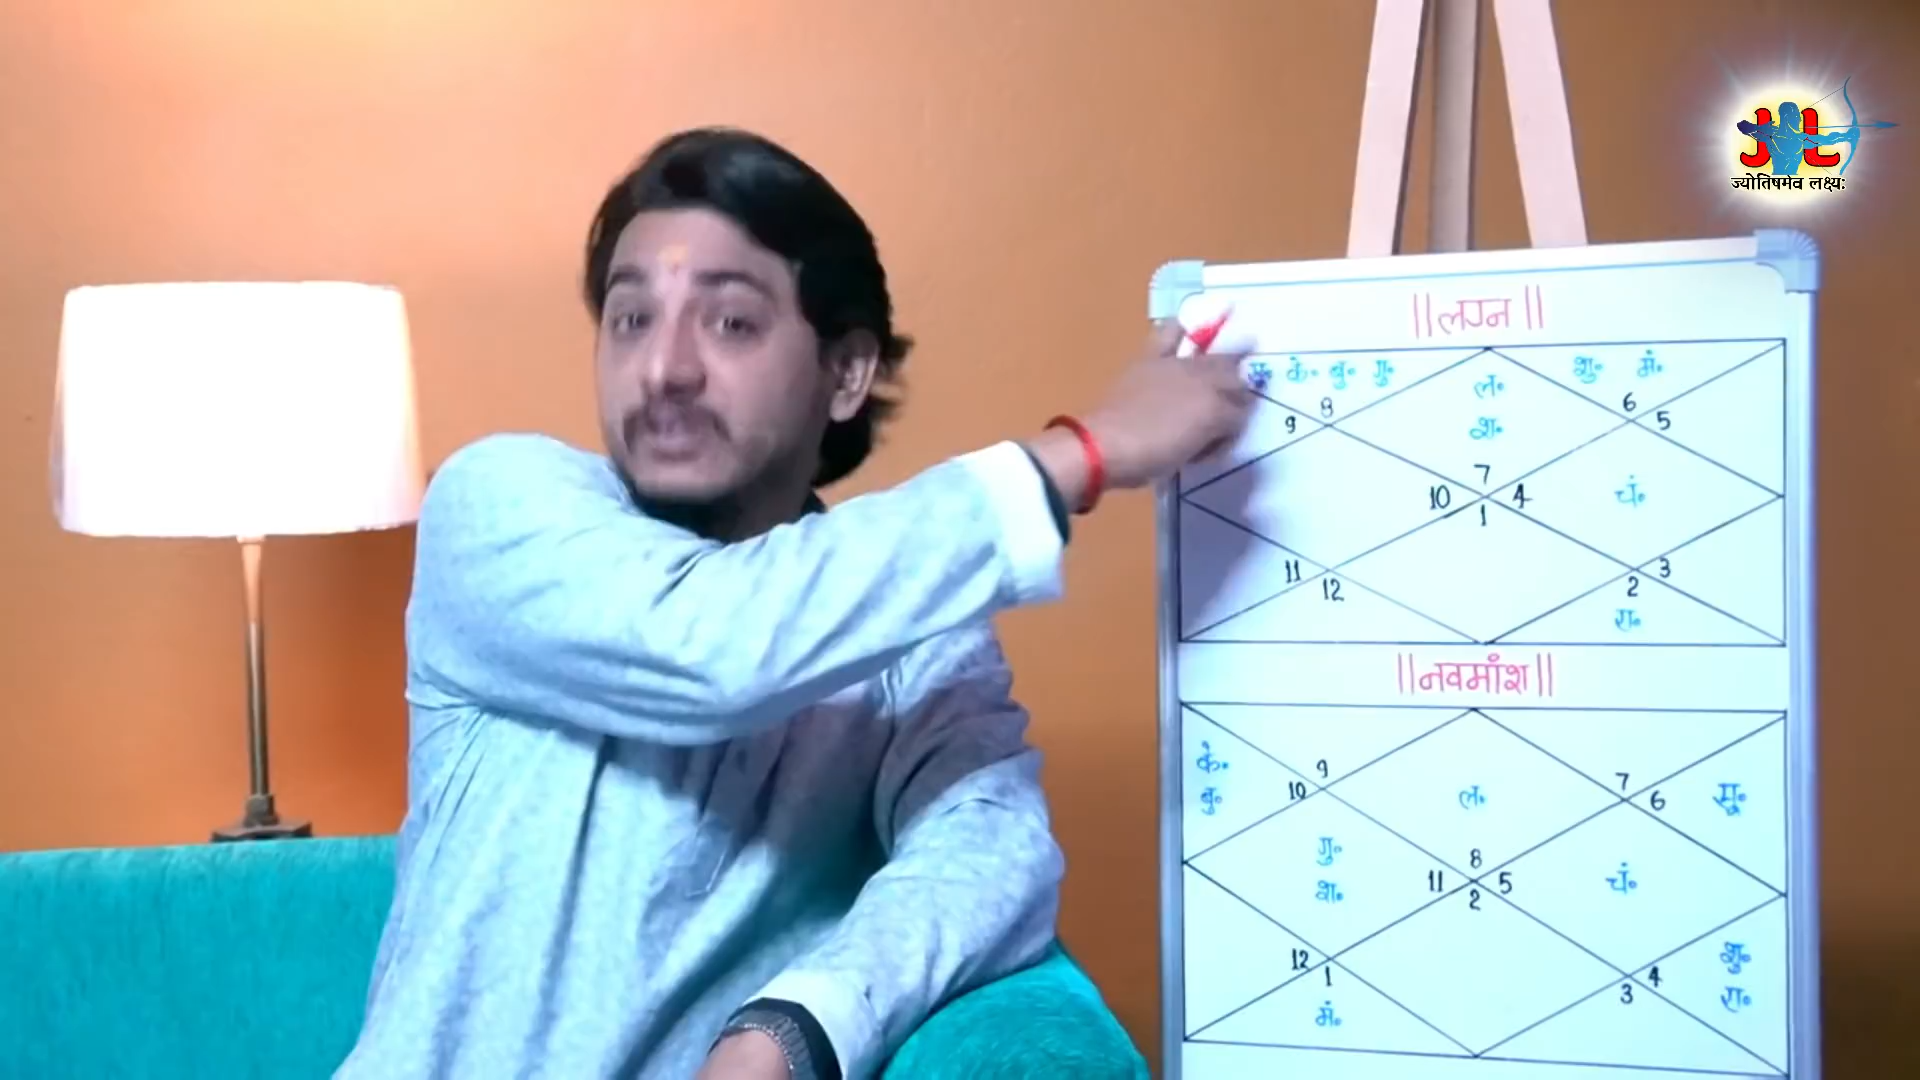 JL
ज्योतिषमेव लक्ष्य:
||लग्न||
सू॰ के॰ बु॰ गु॰
ल॰
शु॰ मं॰
8
6
9
श॰
5
7
10
4
चं॰
1
11
3
12
2
रा॰
||नवमांश||
के॰
9
7
10
ल॰
6
सू॰
बु॰
गु॰
8
श॰
11
5
चं॰
2
12
4
शु॰
1
3
रा॰
मं॰